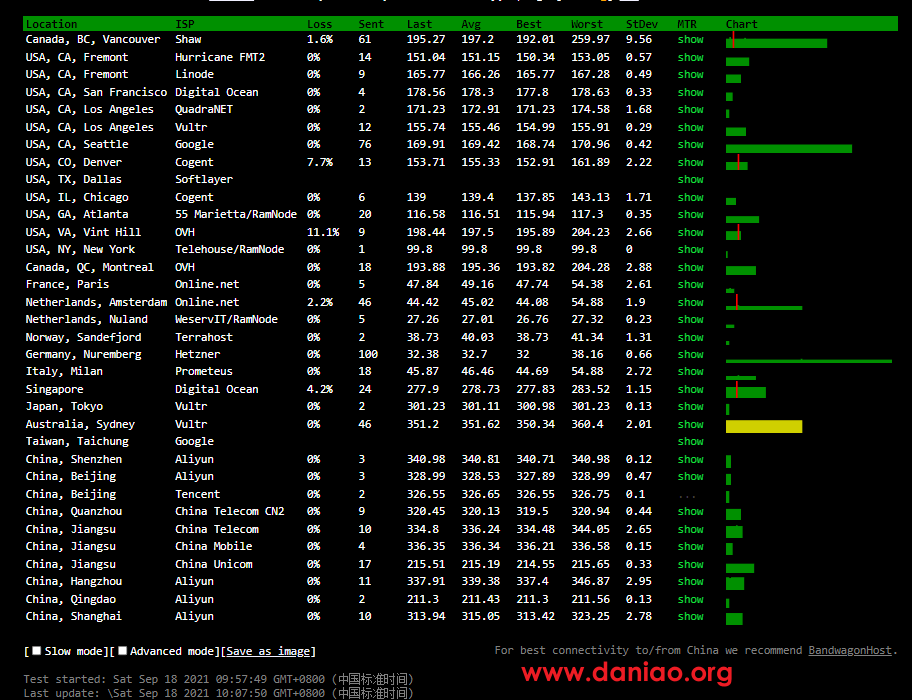 Location ISP Loss Sent Last Avg Best Worst StDev MTR Chart
Canada, BC, Vancouver Shaw 1.6% 61 195.27 197.2 192.01 259.97 9.56 show
USA, CA, Fremont Hurricane FMT2 0% 14 151.04 151.15 150.34 153.05 0.57 show
USA, CA, Fremont Linode 0% 9 165.77 166.26 165.77 167.28 0.49 show
USA, CA, San Francisco Digital Ocean 0% 4 178.56 178.3 177.8 178.63 0.33 show
USA, CA, Los Angeles QuadraNET 0% 2 171.23 172.91 171.23 174.58 1.68 show
USA, CA, Los Angeles Vultr 0% 12 155.74 155.46 154.99 155.91 0.29 show
USA, CA, Seattle Google 0% 76 169.91 169.42 168.74 170.96 0.42 show
USA, CO, Denver Cogent 7.7% 13 153.71 155.33 152.91 161.89 2.22 show
USA, TX, Dallas Softlayer show
USA, IL, Chicago Cogent 0% 6 139 139.4 137.85 143.13 1.71 show
USA, GA, Atlanta 55 Marietta/RamNode 0% 20 116.58 116.51 115.94 117.3 0.35 show
USA, VA, Vint Hill OVH 11.1% 9 198.44 197.5 195.89 204.23 2.66 show
USA, NY, New York Telehouse/RamNode 0% 1 99.8 99.8 99.8 99.8 0 show
Canada, QC, Montreal OVH 0% 18 193.88 195.36 193.82 204.28 2.88 show
France, Paris Online.net 0% 5 47.84 49.16 47.74 54.38 2.61 show
Netherlands, Amsterdam Online.net 2.2% 46 44.42 45.02 44.08 54.88 1.9 show
Netherlands, Nuland WeservIT/RamNode 0% 5 27.26 27.01 26.76 27.32 0.23 show
Norway, Sandefjord Terrahost 0% 2 38.73 40.03 38.73 41.34 1.31 show
Germany, Nuremberg Hetzner 0% 100 32.38 32.7 32 38.16 0.66 show
Italy, Milan Prometeus 0% 18 45.87 46.46 44.69 54.88 2.72 show
Singapore Digital Ocean 4.2% 24 277.9 278.73 277.83 283.52 1.15 show
Japan, Tokyo Vultr 0% 2 301.23 301.11 300.98 301.23 0.13 show
Australia, Sydney Vultr 0% 46 351.2 351.62 350.34 360.4 2.01 show
Taiwan, Taichung Google show
China, Shenzhen Aliyun 0% 3 340.98 340.81 340.71 340.98 0.12 show
China, Beijing Aliyun 0% 3 328.99 328.53 327.89 328.99 0.47 show
China, Beijing Tencent 0% 2 326.55 326.65 326.55 326.75 0.1 ...
China, Quanzhou China Telecom CN2 0% 9 320.45 320.13 319.5 320.94 0.44 show
China, Jiangsu China Telecom 0% 10 334.8 336.24 334.48 344.05 2.65 show
China, Jiangsu China Mobile 0% 4 336.35 336.34 336.21 336.58 0.15 show
China, Jiangsu China Unicom 0% 17 215.51 215.19 214.55 215.65 0.33 show
China, Hangzhou Aliyun 0% 11 337.91 339.38 337.4 346.87 2.95 show
China, Qingdao Aliyun 0% 2 211.3 211.43 211.3 211.56 0.13 show
China, Shanghai Aliyun 0% 10 313.94 315.05 313.42 323.25 2.78 show
[ Slow mode][ Advanced mode][Save as image]
For best connectivity to/from China we recommend BandwagonHost.
www.daniao.org
Test started: Sat Sep 18 2021 09:57:49 GMT+0800 (中国标准时间)
Last update: \Sat Sep 18 2021 10:07:50 GMT+0800 (中国标准时间)